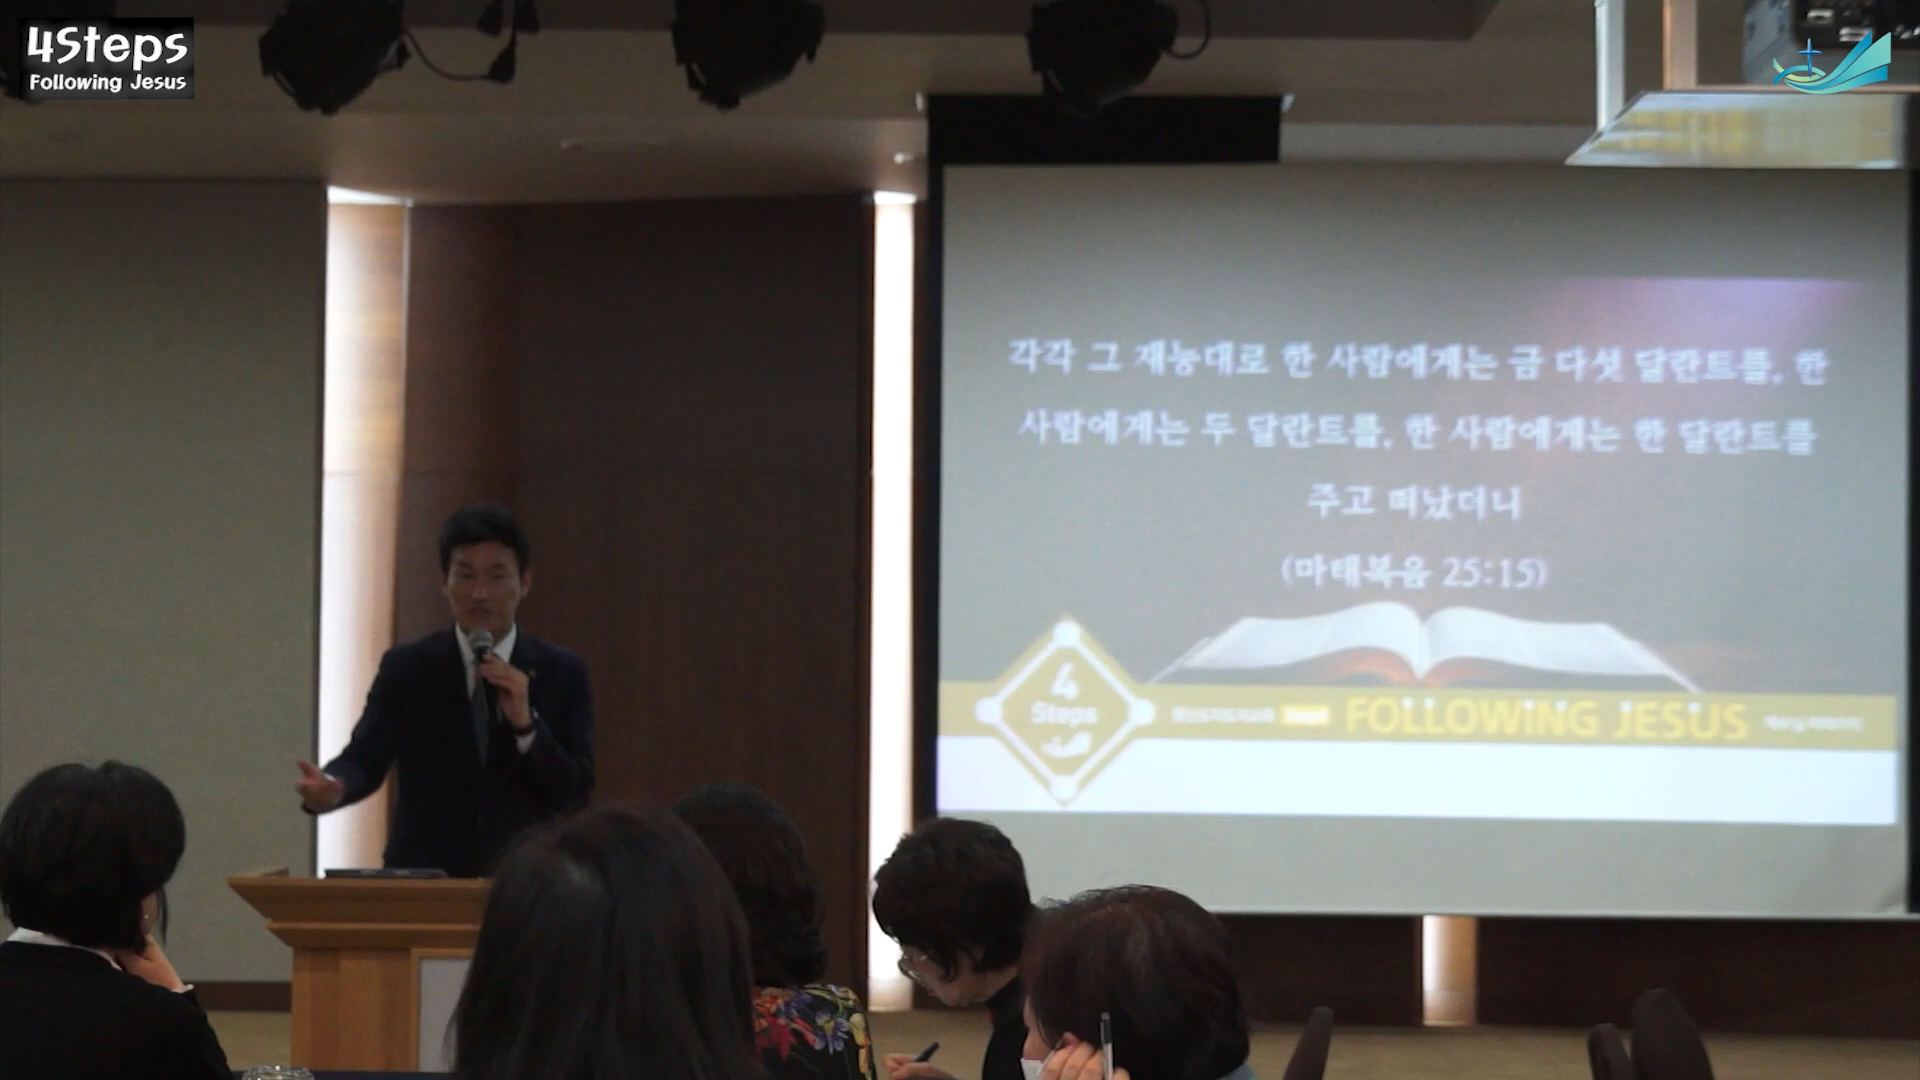 4Steps
Following Jesus
각각 그 재능대로 한 사람에게는 금 다섯 달란트를, 한
사람에게는 두 달란트를, 한 사람에게는 한 달란트를
주고 떠났더니
(마태복음 25:15)
4
Steps
FOLLOWING JESUS